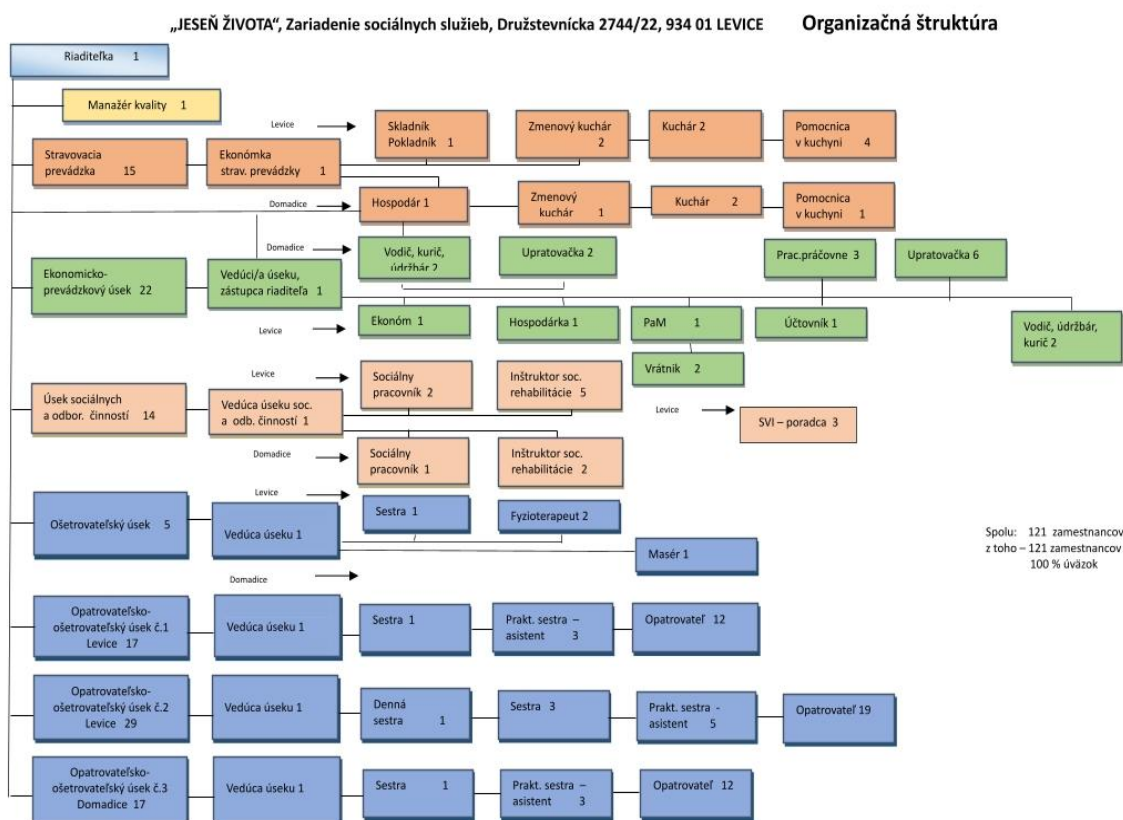 „JESEŇ ŽIVOTA“, Zariadenie sociálnych služieb, Družstevnícka 2744/22, 934 01 LEVICE Organizačná štruktúra
Riaditeľka 1
Manažér kvality 1
Levice
Skladník
Pokladník 1
Zmenový kuchár
2
Kuchár 2
Pomocnica
v kuchyni 4
Stravovacia
prevádzka 15
Ekonómka
strav. prevádzky 1
Domadice
Hospodár 1
Zmenový
kuchár 1
Kuchár 2
Pomocnica
v kuchyni 1
Domadice
Vodič, kurič,
údržbár 2
Upratovačka 2
Prac.práčovne 3
Upratovačka 6
Ekonomicko-
prevádzkový úsek 22
Vedúci/a úseku,
zástupca riaditeľa 1
Levice
Ekonóm 1
Hospodárka 1
PaM 1
Účtovník 1
Vodič, údržbár,
kurič 2
Vrátnik 2
Levice
Sociálny
pracovník 2
Inštruktor soc.
rehabilitácie 5
Úsek sociálnych
a odbor. činností 14
Vedúca úseku soc.
a odb. činností 1
Levice
SVI – poradca 3
Domadice
Sociálny
pracovník 1
Inštruktor soc.
rehabilitácie 2
Levice
Sestra 1
Fyzioterapeut 2
Ošetrovateľský úsek 5
Vedúca úseku 1
Masér 1
Spolu: 121 zamestnancov
z toho – 121 zamestnancov
100 % úväzok
Domadice
Opatrovateľsko-
ošetrovateľský úsek č.1
Levice 17
Vedúca úseku 1
Sestra 1
Prakt. sestra –
asistent 3
Opatrovateľ 12
Opatrovateľsko-
ošetrovateľský úsek č.2
Levice 29
Vedúca úseku 1
Denná
sestra 1
Sestra 3
Prakt. sestra -
asistent 5
Opatrovateľ 19
Opatrovateľsko-
ošetrovateľský úsek č.3
Domadice 17
Vedúca úseku 1
Sestra 1
Prakt. sestra –
asistent 3
Opatrovateľ 12